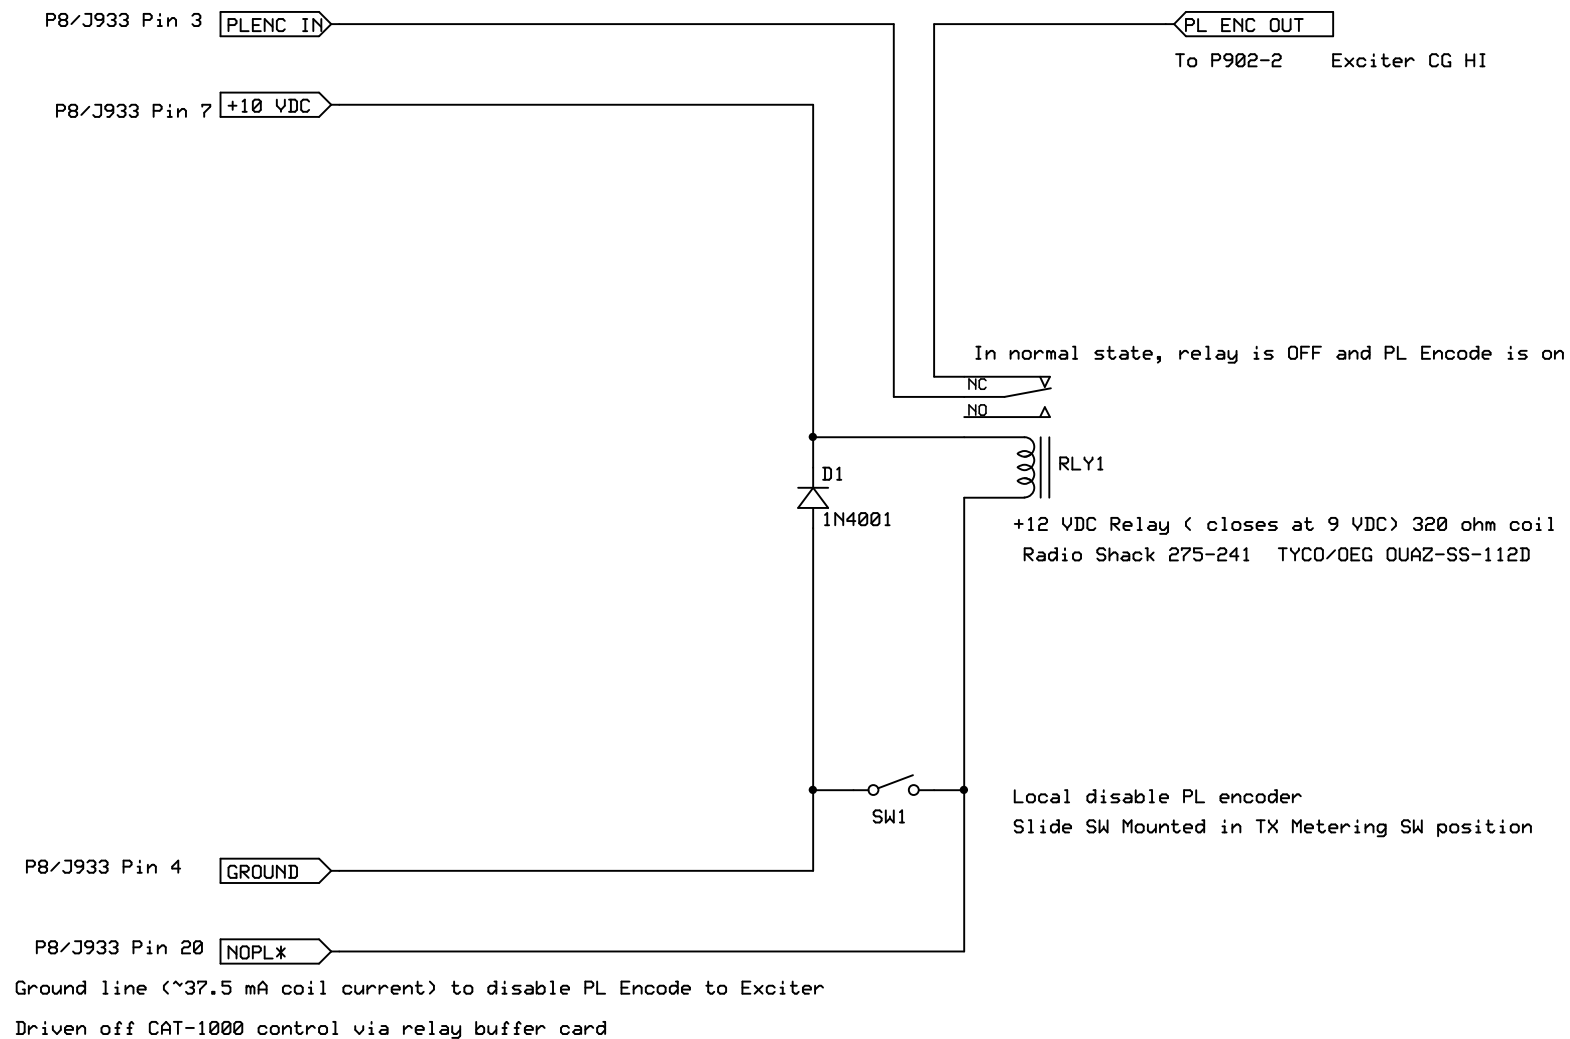 P8/J933 Pin 3
PLENC IN
PL ENC OUT
To P902-2    Exciter CG HI
P8/J933 Pin 7
+10 VDC
In normal state, relay is OFF and PL Encode is on
NC
NO
D1
1N4001
RLY1
+12 VDC Relay ( closes at 9 VDC) 320 ohm coil
Radio Shack 275-241  TYCO/OEG OUAZ-SS-112D
SW1
Local disable PL encoder
Slide SW Mounted in TX Metering SW position
P8/J933 Pin 4
GROUND
P8/J933 Pin 20
NOPL*
Ground line (~37.5 mA coil current) to disable PL Encode to Exciter
Driven off CAT-1000 control via relay buffer card